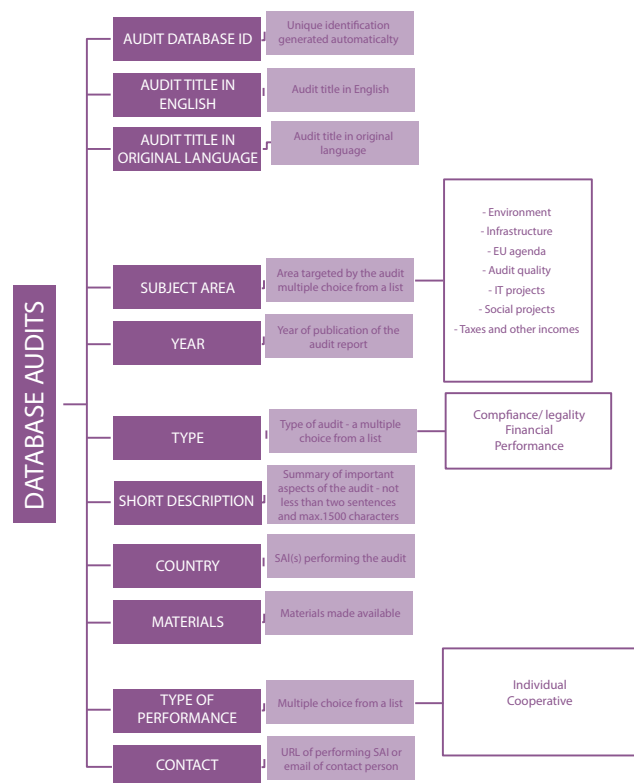 DATABASE AUDITS
AUDIT DATABASE ID
Unique identification
generated automaticalty
AUDIT TITLE IN
ENGLISH
Audit title in English
AUDIT TITLE IN
ORIGINAL LANGUAGE
Audit title in original
language
SUBJECT AREA
Area targeted by the audit
multiple choice from a list
- Environment
- Infrastructure
- EU agenda
- Audit quality
- IT projects
- Social projects
- Taxes and other incomes
YEAR
Year of publication of the
audit report
TYPE
Type of audit - a multiple
choice from a list
Compfiance/ legality
Financial
Performance
SHORT DESCRIPTION
Summary of important
aspects of the audit - not
less than two sentences
and max.1500 characters
COUNTRY
SAI(s) performing the audit
MATERIALS
Materials made available
TYPE OF
PERFORMANCE
Multiple choice from a list
Individual
Cooperative
CONTACT
URL of performing SAI or
email of contact person